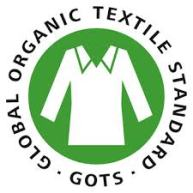 GLOBAL ORGANIC TEXTILE STANDARD
· GOTS ·